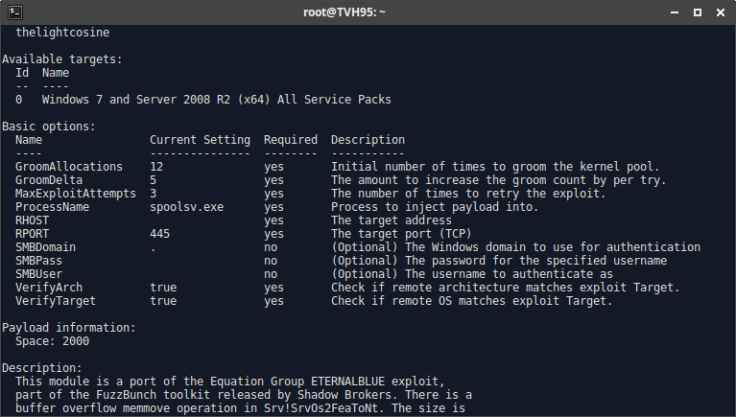 root@TVH95: ~
thelightcosine
Available targets:
Id  Name
--  ----
0   Windows 7 and Server 2008 R2 (x64) All Service Packs
Basic options:
Name                Current Setting  Required  Description
----                ---------------  --------  -----------
GroomAllocations    12               yes       Initial number of times to groom the kernel pool.
GroomDelta          5                yes       The amount to increase the groom count by per try.
MaxExploitAttempts  3                yes       The number of times to retry the exploit.
ProcessName         spoolsv.exe      yes       Process to inject payload into.
RHOST                                yes       The target address
RPORT               445              yes       The target port (TCP)
SMBDomain           .                no        (Optional) The Windows domain to use for authentication
SMBPass                              no        (Optional) The password for the specified username
SMBUser                              no        (Optional) The username to authenticate as
VerifyArch          true             yes       Check if remote architecture matches exploit Target.
VerifyTarget        true             yes       Check if remote OS matches exploit Target.
Payload information:
Space: 2000
Description:
This module is a part of the Equation Group ETERNALBLUE exploit,
part of the FuzzBunch toolkit released by Shadow Brokers. There is a
buffer overflow memmove operation in Srv!SrvOs2FeaToNt. The size is